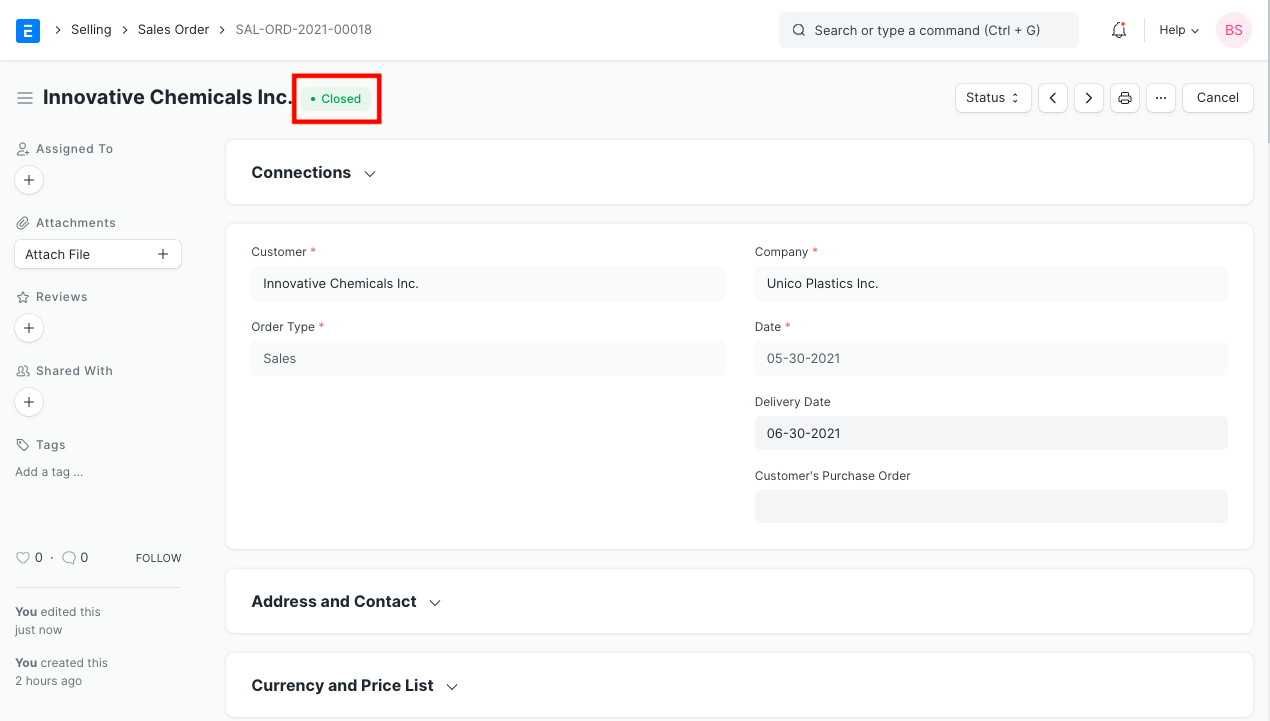 E > Selling > Sales Order > SAL-ORD-2021-00018
Search or type a command (Ctrl + G)
Help
BS
Innovative Chemicals Inc.
• Closed
Status
...
Cancel
Assigned To
+
Attachments
Attach File +
Reviews
+
Shared With
+
Tags
Add a tag ...
0 · 0 FOLLOW
You edited this
just now
You created this
2 hours ago
Connections
Customer *
Innovative Chemicals Inc.
Order Type *
Sales
Company *
Unico Plastics Inc.
Date *
05-30-2021
Delivery Date
06-30-2021
Customer's Purchase Order
Address and Contact
Currency and Price List